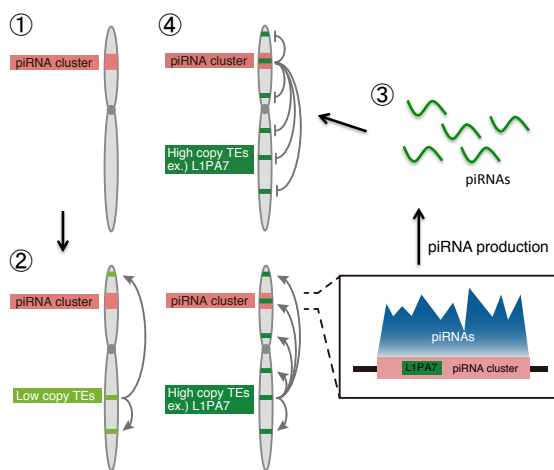 ①
piRNA cluster
④
piRNA cluster
High copy TEs
ex.) L1PA7
③
piRNAs
piRNA production
②
piRNA cluster
Low copy TEs
piRNA cluster
High copy TEs
ex.) L1PA7
piRNAs
L1PA7 piRNA cluster